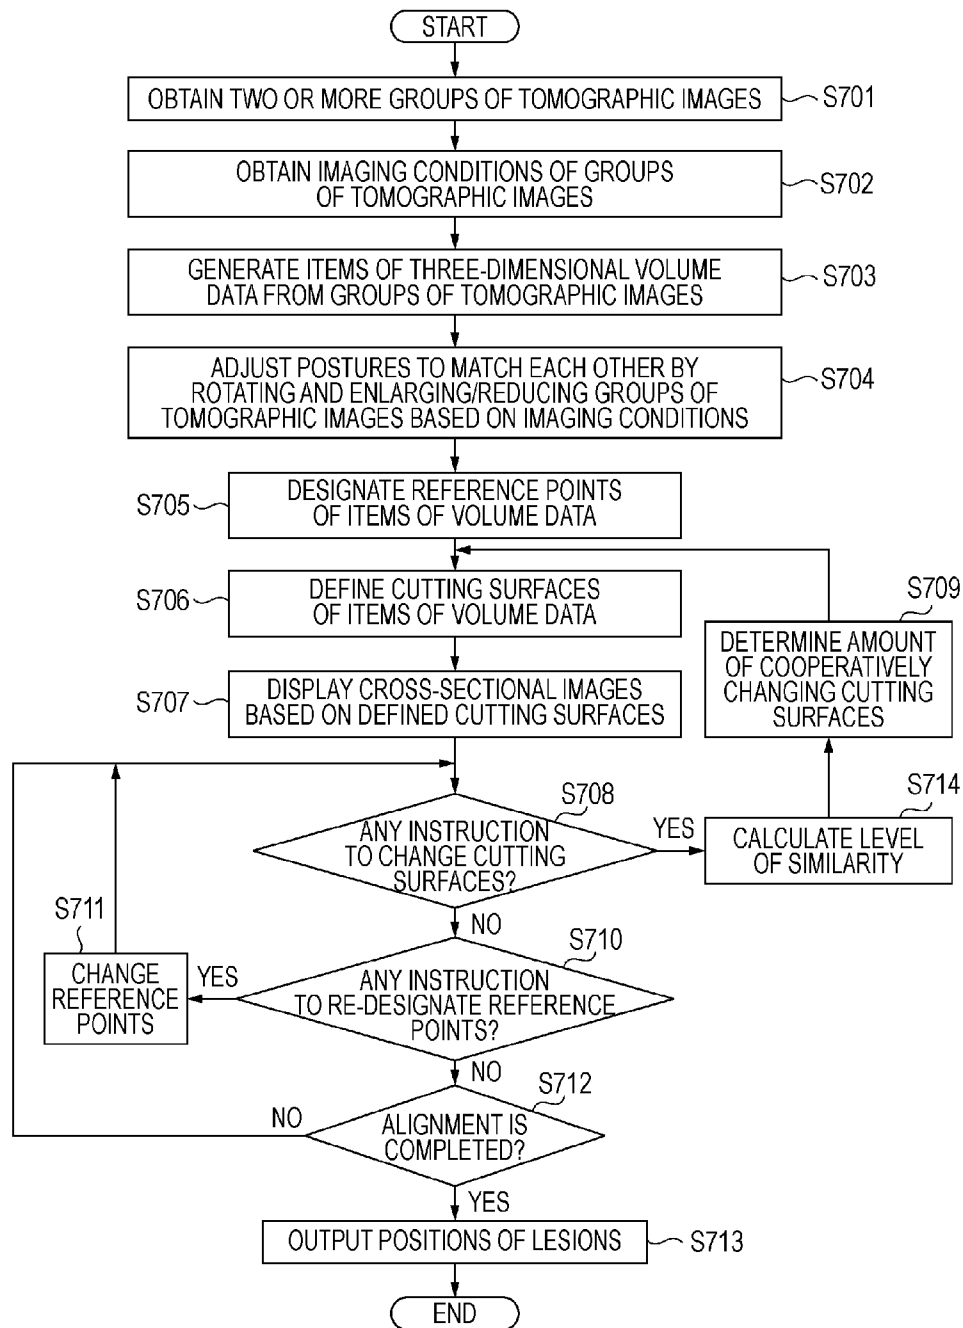 START
OBTAIN TWO OR MORE GROUPS OF TOMOGRAPHIC IMAGES
S701
OBTAIN IMAGING CONDITIONS OF GROUPS
OF TOMOGRAPHIC IMAGES
S702
GENERATE ITEMS OF THREE-DIMENSIONAL VOLUME
DATA FROM GROUPS OF TOMOGRAPHIC IMAGES
S703
ADJUST POSTURES TO MATCH EACH OTHER BY
ROTATING AND ENLARGING/REDUCING GROUPS OF
TOMOGRAPHIC IMAGES BASED ON IMAGING CONDITIONS
S704
S705
DESIGNATE REFERENCE POINTS
OF ITEMS OF VOLUME DATA
S706
DEFINE CUTTING SURFACES
OF ITEMS OF VOLUME DATA
S709
DETERMINE AMOUNT
OF COOPERATIVELY
CHANGING CUTTING
SURFACES
S707
DISPLAY CROSS-SECTIONAL IMAGES
BASED ON DEFINED CUTTING SURFACES
S708
ANY INSTRUCTION
TO CHANGE CUTTING
SURFACES?
YES
S714
CALCULATE LEVEL
OF SIMILARITY
NO
S711
CHANGE
REFERENCE
POINTS
YES
S710
ANY INSTRUCTION
TO RE-DESIGNATE REFERENCE
POINTS?
NO
S712
NO
ALIGNMENT IS
COMPLETED?
YES
OUTPUT POSITIONS OF LESIONS
S713
END